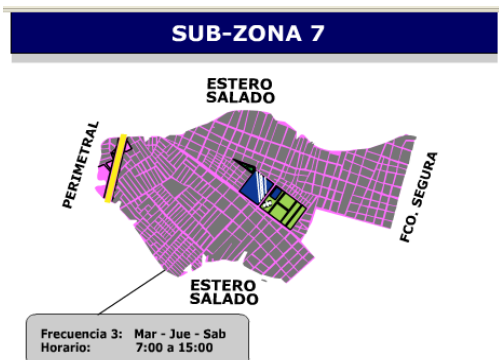 SUB-ZONA 7
ESTERO
SALADO
PERIMETRAL
FCO. SEGURA
ESTERO
SALADO
Frecuencia 3: Mar - Jue - Sab
Horario: 7:00 a 15:00